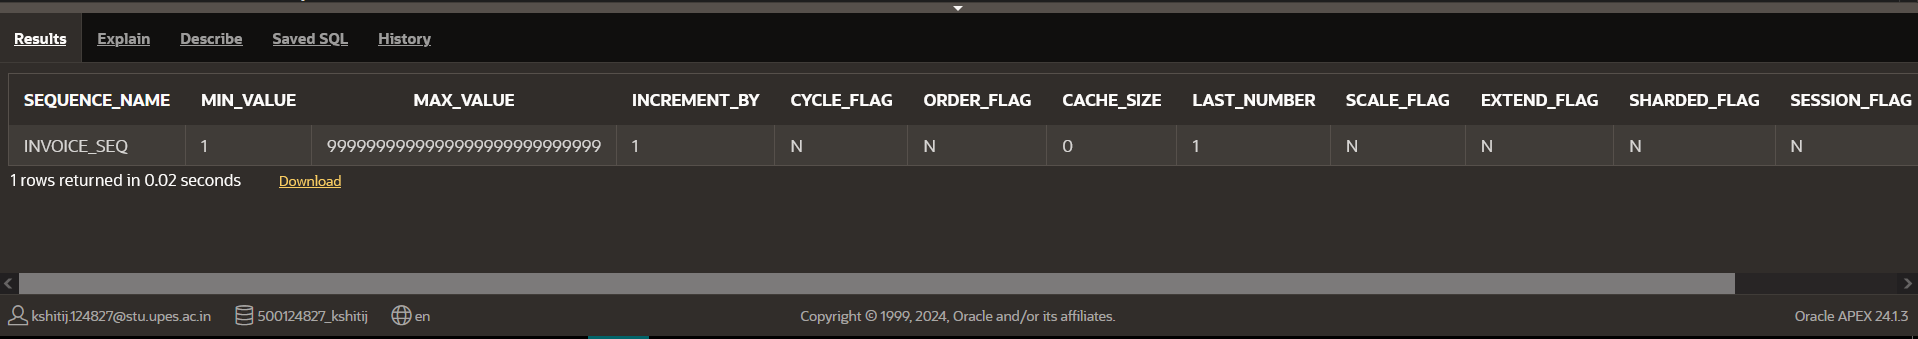 Results Explain Describe Saved SQL History
SEQUENCE_NAME MIN_VALUE MAX_VALUE INCREMENT_BY CYCLE_FLAG ORDER_FLAG CACHE_SIZE LAST_NUMBER SCALE_FLAG EXTEND_FLAG SHARDED_FLAG SESSION_FLAG
INVOICE_SEQ 1 9999999999999999999999999999 1 N N 0 1 N N N N
1 rows returned in 0.02 seconds Download
kshitij.124827@stu.upes.ac.in 500124827_kshitij en Copyright © 1999, 2024, Oracle and/or its affiliates. Oracle APEX 24.1.3